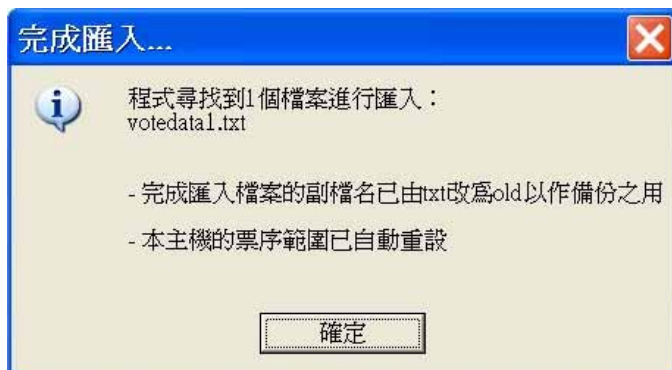 完成匯入...
程式尋找到1個檔案進行匯入：
votedata1.txt
- 完成匯入檔案的副檔名已由txt改為old以作備份之用
- 本主機的票序範圍已自動重設
確定